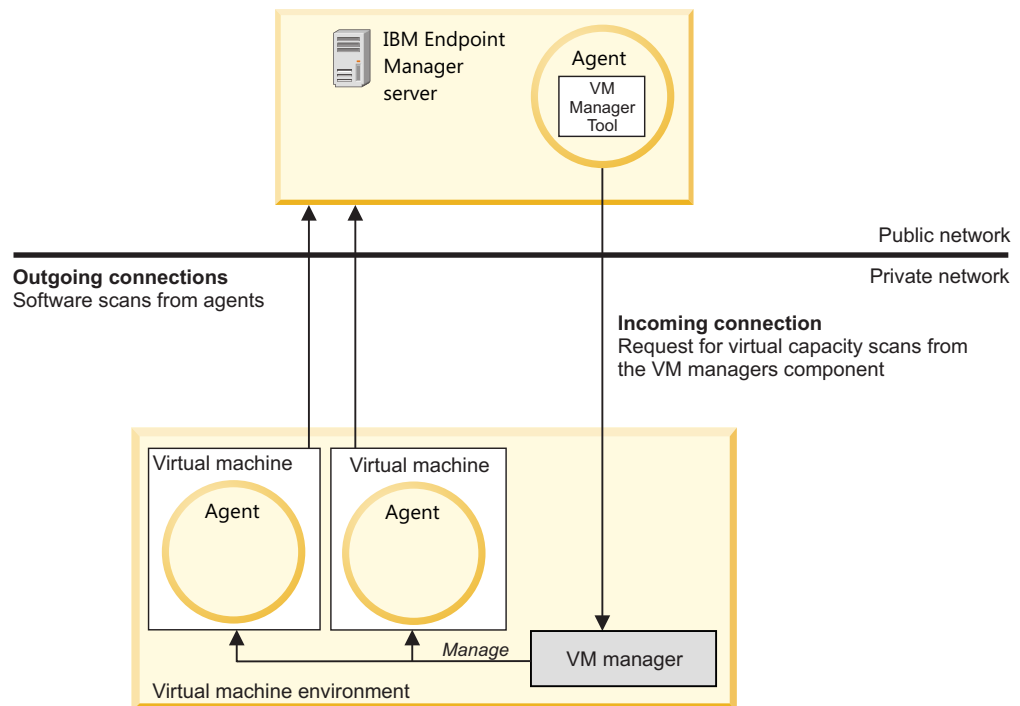 IBM Endpoint
Manager
server
Agent
VM
Manager
Tool
Public network
Private network
Outgoing connections
Software scans from agents
Incoming connection
Request for virtual capacity scans from
the VM managers component
Virtual machine
Agent
Virtual machine
Agent
Manage
VM manager
Virtual machine environment